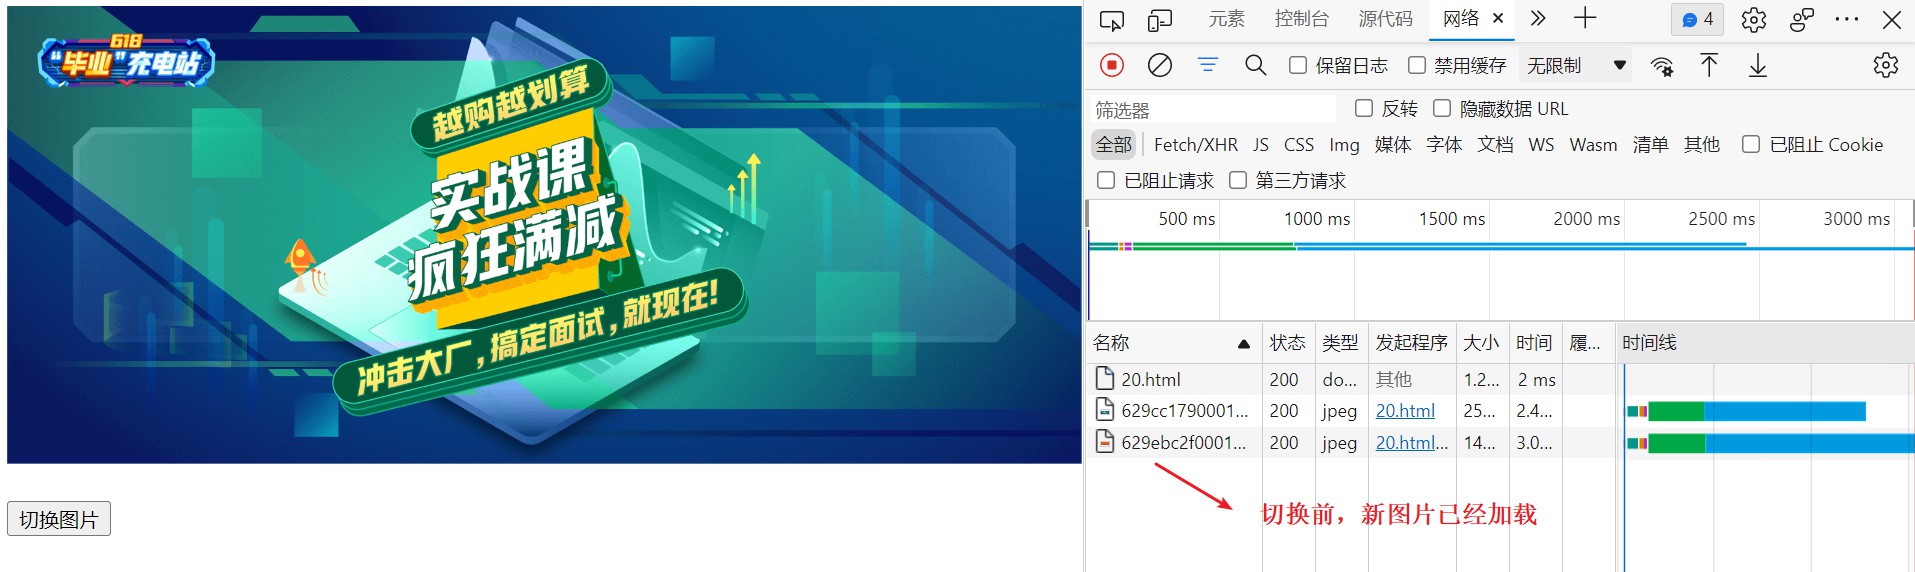 618
“毕业”充电站
越购越划算
实战课
疯狂满减
冲击大厂，搞定面试，就现在！
切换图片
元素 控制台 源代码 网络 4
保留日志 禁用缓存 无限制
筛选器 反转 隐藏数据 URL
全部 Fetch/XHR JS CSS Img 媒体 字体 文档 WS Wasm 清单 其他 已阻止 Cookie
已阻止请求 第三方请求
500 ms 1000 ms 1500 ms 2000 ms 2500 ms 3000 ms
名称 状态 类型 发起程序 大小 时间 履... 时间线
20.html 200 do... 其他 1.2... 2 ms
629cc1790001... 200 jpeg 20.html 25... 2.4...
629ebc2f0001... 200 jpeg 20.html... 14... 3.0...
切换前，新图片已经加载